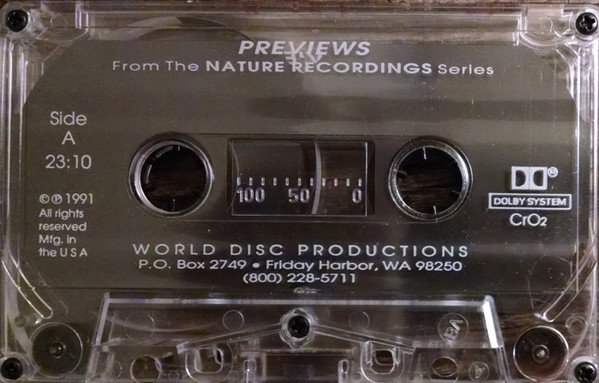 PREVIEWS
From The NATURE RECORDINGS Series
Side
A
23:10
©℗ 1991
All rights
reserved
Mfg. in
the U S A
100 50 0
DOLBY SYSTEM
CrO2
WORLD DISC PRODUCTIONS
P.O. Box 2749 • Friday Harbor, WA 98250
(800) 228-5711